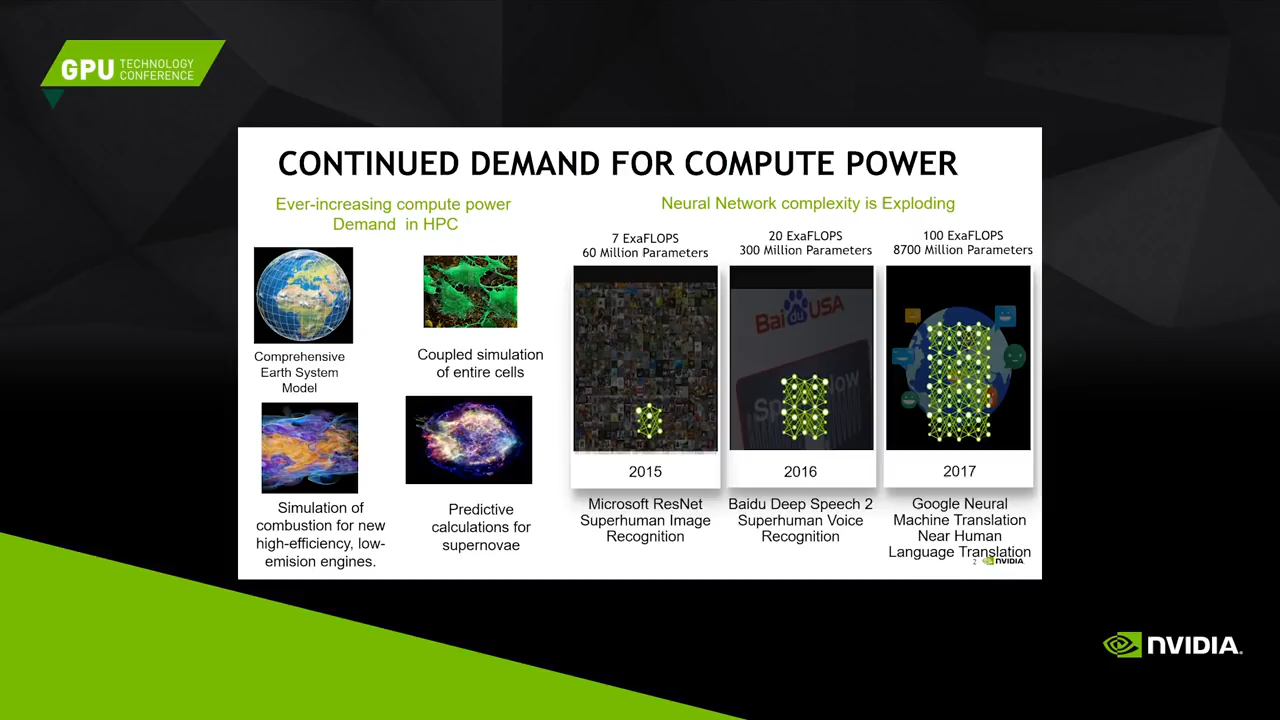 GPU TECHNOLOGY
CONFERENCE
CONTINUED DEMAND FOR COMPUTE POWER
Ever-increasing compute power
Demand in HPC
Comprehensive
Earth System
Model
Coupled simulation
of entire cells
Simulation of
combustion for new
high-efficiency, low-
emision engines.
Predictive
calculations for
supernovae
Neural Network complexity is Exploding
7 ExaFLOPS
60 Million Parameters
2015
Microsoft ResNet
Superhuman Image
Recognition
20 ExaFLOPS
300 Million Parameters
Baidu USA
2016
Baidu Deep Speech 2
Superhuman Voice
Recognition
100 ExaFLOPS
8700 Million Parameters
2017
Google Neural
Machine Translation
Near Human
Language Translation
2 NVIDIA.
NVIDIA.